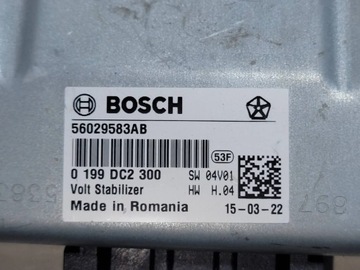 BOSCH
56029583AB
53F
0 199 DC2 300 SW 04V01
Volt Stabilizer HW H.04
Made in Romania 15-03-22